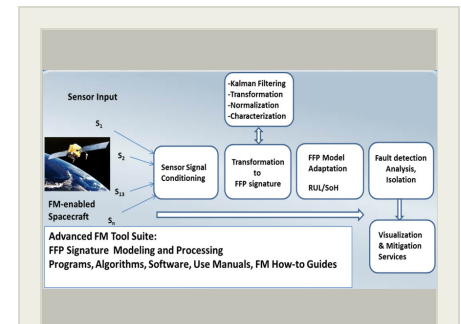 -Kalman Filtering
-Transformation
-Normalization
-Characterization
Sensor Input
S1
S2
S13
Sn
FM-enabled
Spacecraft
Sensor Signal
Conditioning
Transformation
to
FFP signature
FFP Model
Adaptation
RUL/SoH
Fault detection
Analysis,
Isolation
Visualization
& Mitigation
Services
Advanced FM Tool Suite:
FFP Signature Modeling and Processing
Programs, Algorithms, Software, Use Manuals, FM How-to Guides